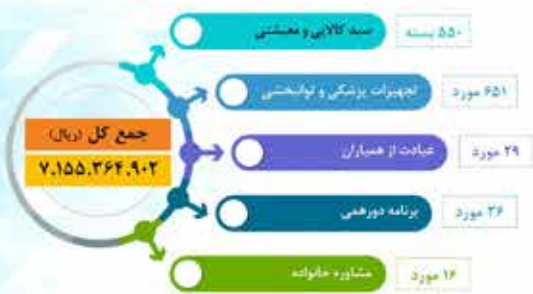 سبد کالایی و معیشتی
۵۵۰ بسته
تجهیزات پزشکی و توانبخشی
۶۵۱ مورد
عیادت از همیاران
۲۹ مورد
برنامه دورهمی
۳۶ مورد
مشاوره خانواده
۱۶ مورد
جمع کل (ریال)
۷.۱۵۵.۳۶۴.۹۰۲